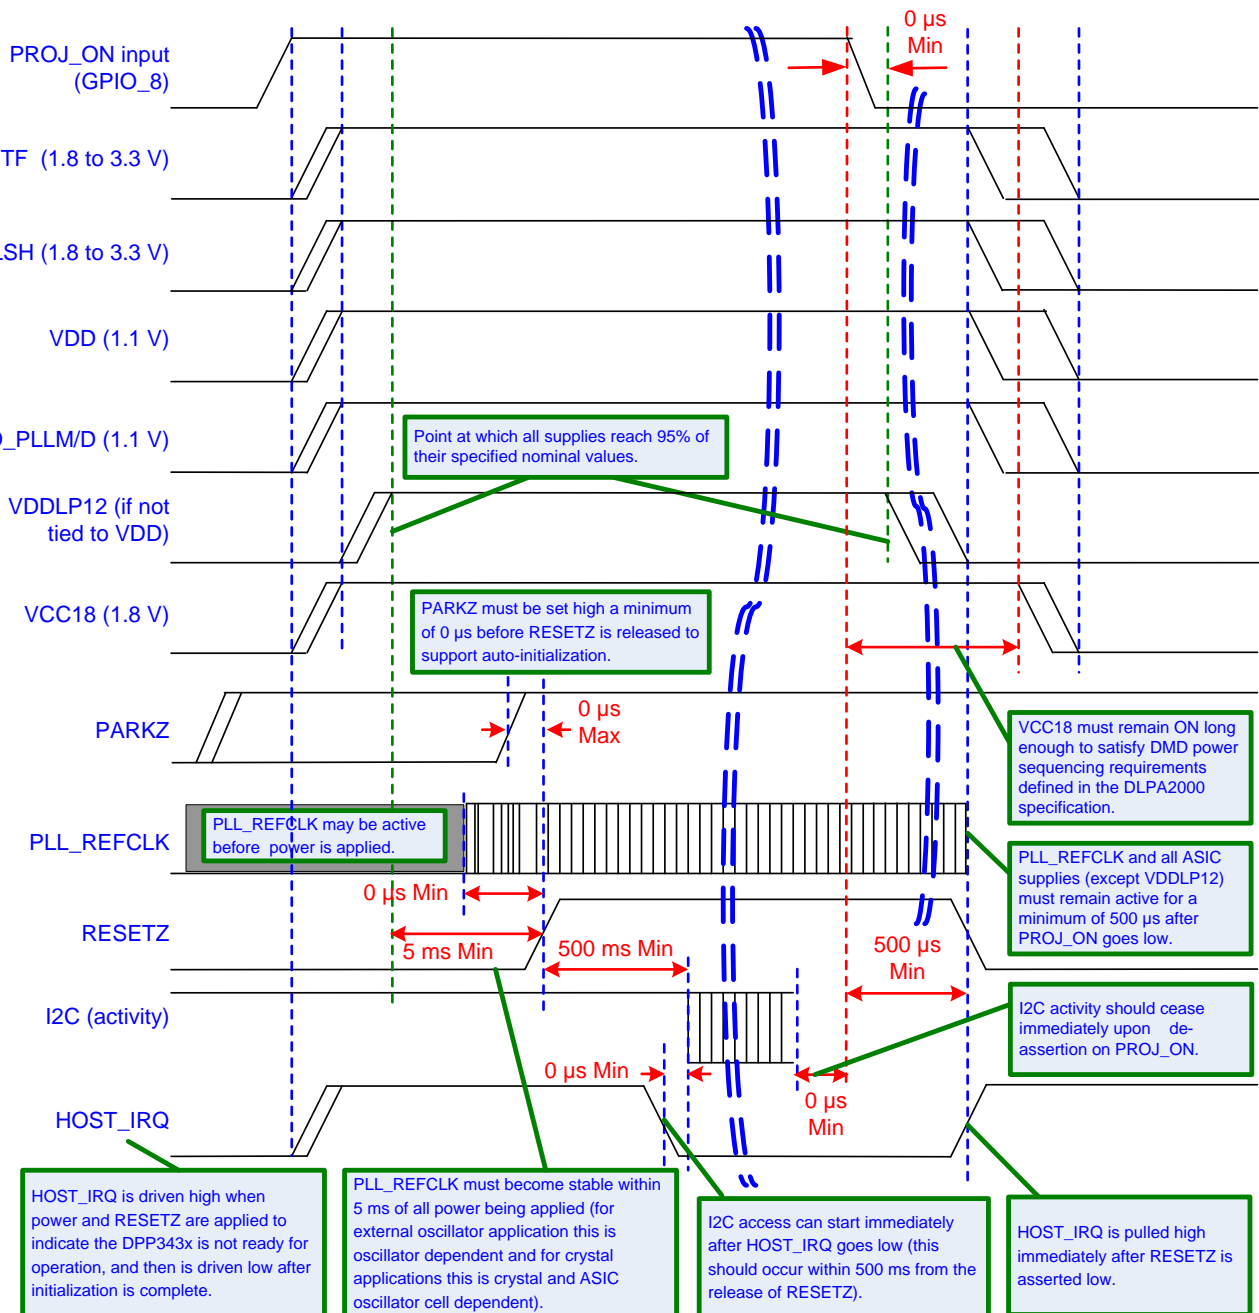 0 µs
Min
PROJ_ON input
(GPIO_8)
TF (1.8 to 3.3 V)
SH (1.8 to 3.3 V)
VDD (1.1 V)
_PLLM/D (1.1 V)
Point at which all supplies reach 95% of
their specified nominal values.
VDDLP12 (if not
tied to VDD)
VCC18 (1.8 V)
PARKZ must be set high a minimum
of 0 µs before RESETZ is released to
support auto-initialization.
PARKZ
0 µs
Max
VCC18 must remain ON long
enough to satisfy DMD power
sequencing requirements
defined in the DLPA2000
specification.
PLL_REFCLK
PLL_REFCLK may be active
before power is applied.
PLL_REFCLK and all ASIC
supplies (except VDDLP12)
must remain active for a
minimum of 500 µs after
PROJ_ON goes low.
0 µs Min
RESETZ
5 ms Min
500 ms Min
500 µs
Min
I2C (activity)
I2C activity should cease
immediately upon de-
assertion on PROJ_ON.
0 µs Min
0 µs
Min
HOST_IRQ
HOST_IRQ is driven high when
power and RESETZ are applied to
indicate the DPP343x is not ready for
operation, and then is driven low after
initialization is complete.
PLL_REFCLK must become stable within
5 ms of all power being applied (for
external oscillator application this is
oscillator dependent and for crystal
applications this is crystal and ASIC
oscillator cell dependent).
I2C access can start immediately
after HOST_IRQ goes low (this
should occur within 500 ms from the
release of RESETZ).
HOST_IRQ is pulled high
immediately after RESETZ is
asserted low.